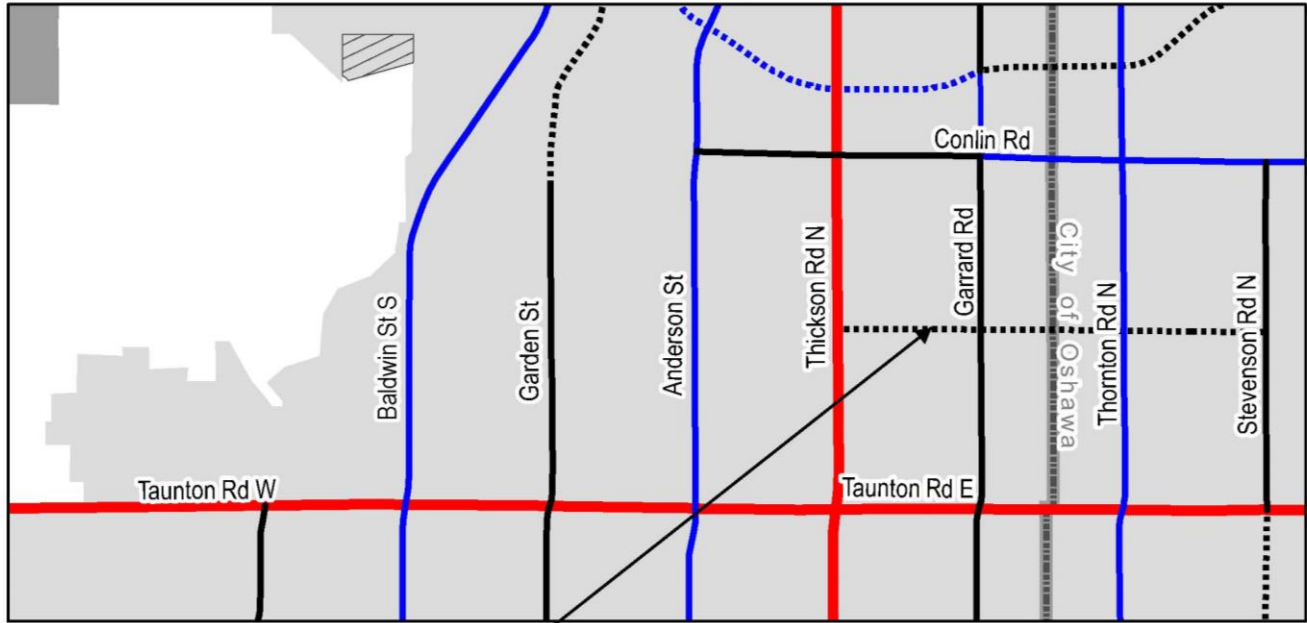 Conlin Rd
Baldwin St S
Garden St
Anderson St
Thickson Rd N
Garrard Rd
City of Oshawa
Thornton Rd N
Stevenson Rd N
Taunton Rd W
Taunton Rd E